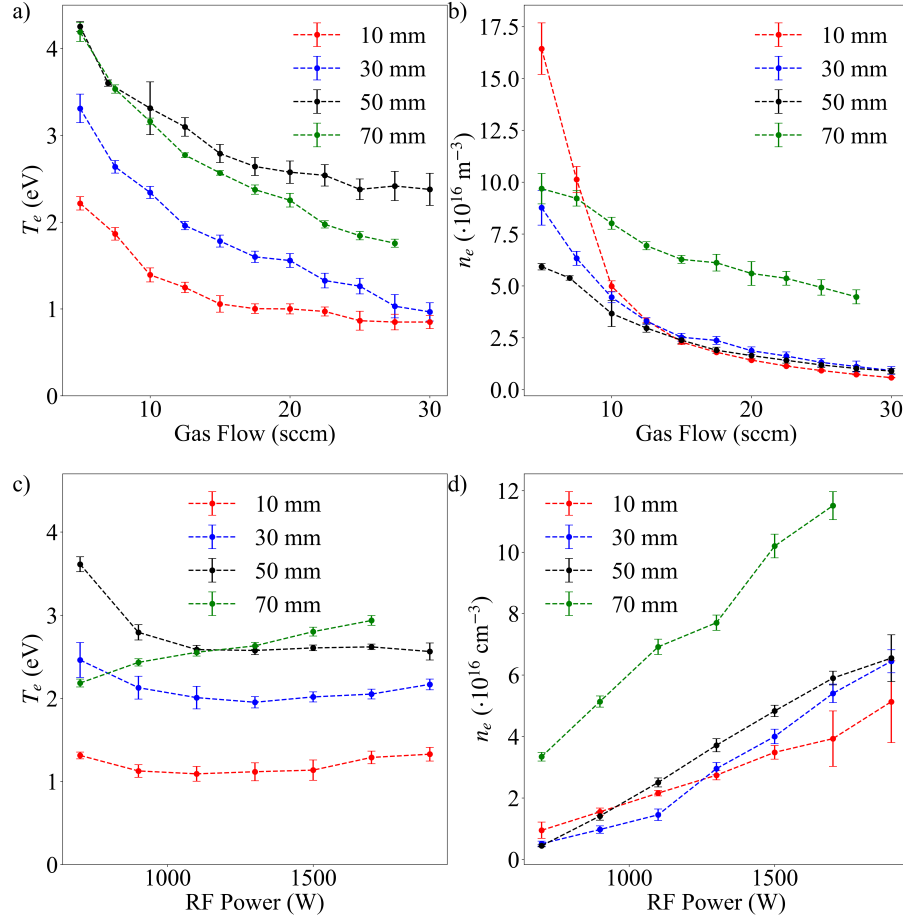 a)
4
3
2
1
0
T_e (eV)
10 mm
30 mm
50 mm
70 mm
10
20
30
Gas Flow (sccm)
b)
17.5
15.0
12.5
10.0
7.5
5.0
2.5
0.0
n_e (·10^16 m^−3)
10 mm
30 mm
50 mm
70 mm
10
20
30
Gas Flow (sccm)
c)
4
3
2
1
0
T_e (eV)
10 mm
30 mm
50 mm
70 mm
1000
1500
RF Power (W)
d)
12
10
8
6
4
2
0
n_e (·10^16 cm^−3)
10 mm
30 mm
50 mm
70 mm
1000
1500
RF Power (W)